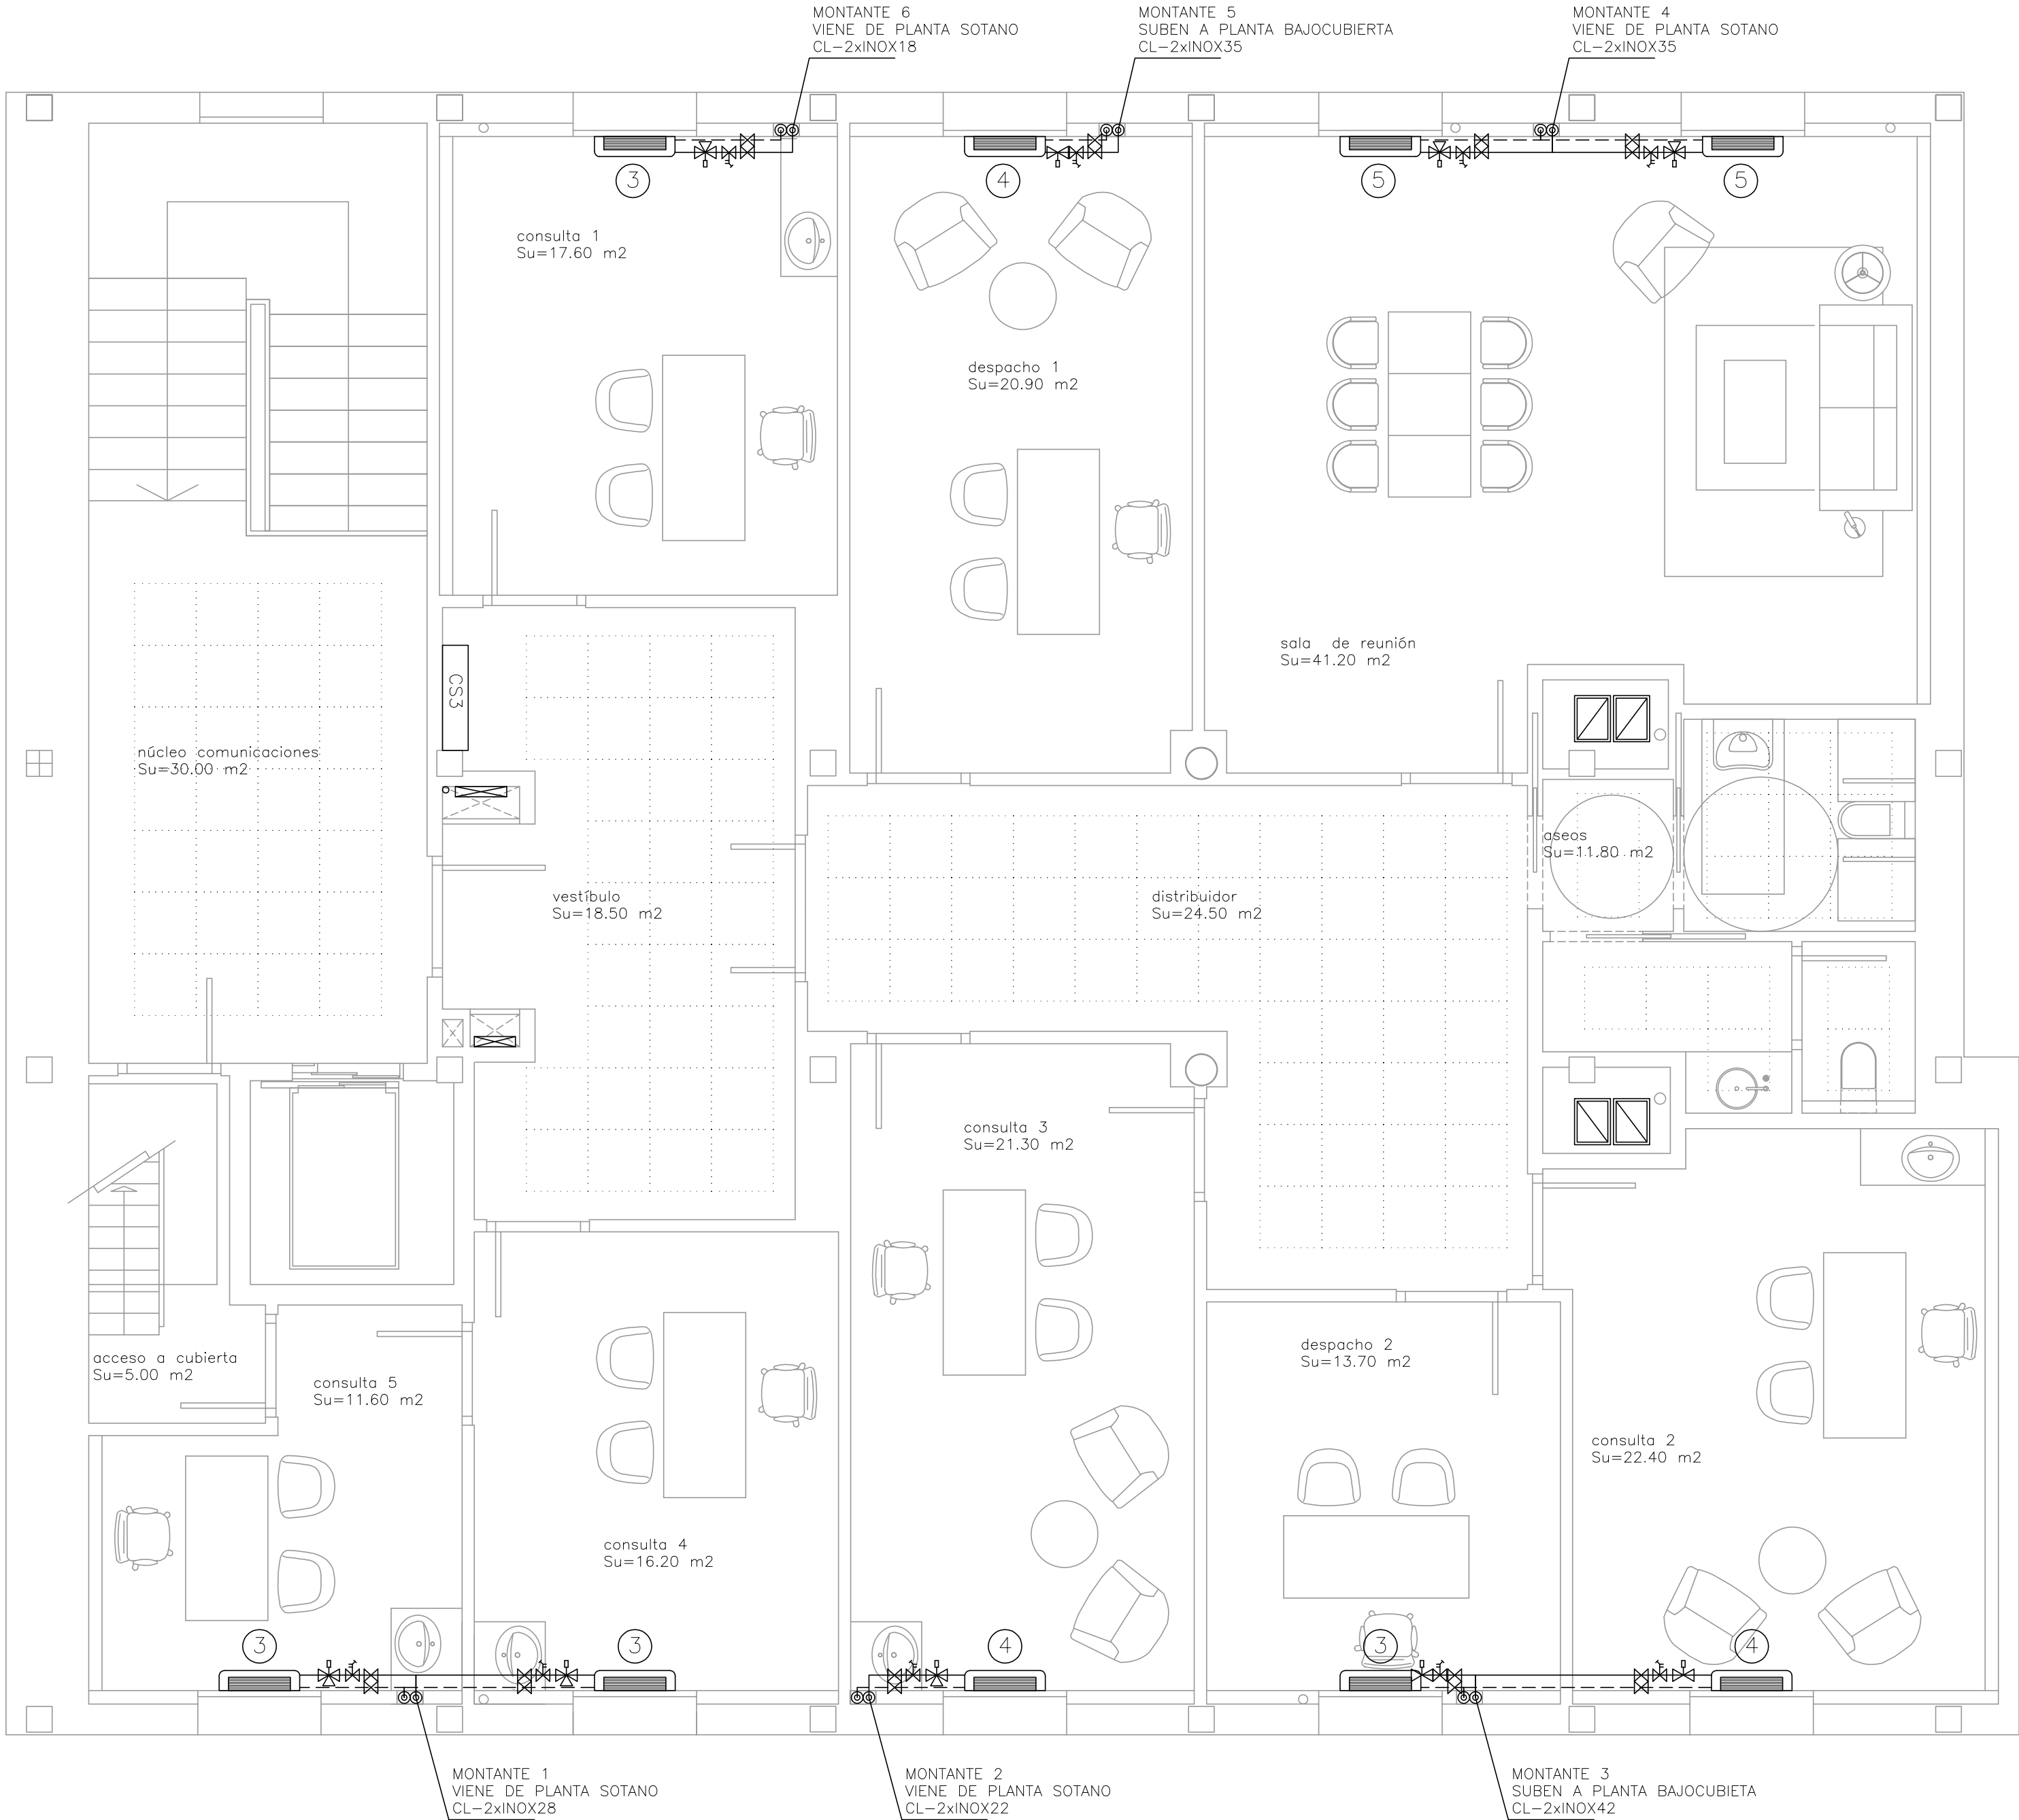 MONTANTE 6
VIENE DE PLANTA SOTANO
CL-2xINOX18
MONTANTE 5
SUBEN A PLANTA BAJOCUBIERTA
CL-2xINOX35
MONTANTE 4
VIENE DE PLANTA SOTANO
CL-2xINOX35
3
4
5
5
consulta 1
Su=17.60 m2
despacho 1
Su=20.90 m2
sala de reunión
Su=41.20 m2
CS3
núcleo comunicaciones
Su=30.00 m2
aseos
Su=11.80 m2
vestíbulo
Su=18.50 m2
distribuidor
Su=24.50 m2
consulta 3
Su=21.30 m2
acceso a cubierta
Su=5.00 m2
consulta 5
Su=11.60 m2
despacho 2
Su=13.70 m2
consulta 2
Su=22.40 m2
consulta 4
Su=16.20 m2
3
3
4
3
4
MONTANTE 1
VIENE DE PLANTA SOTANO
CL-2xINOX28
MONTANTE 2
VIENE DE PLANTA SOTANO
CL-2xINOX22
MONTANTE 3
SUBEN A PLANTA BAJOCUBIETA
CL-2xINOX42